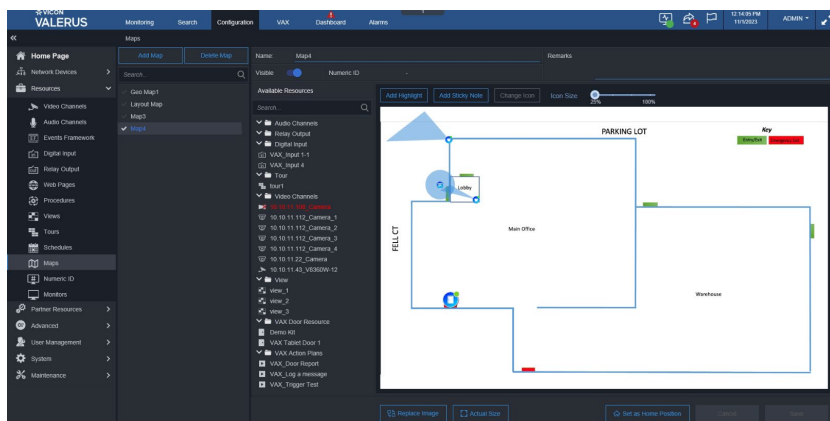 VICON
VALERUS
Monitoring Search Configuration VAX Dashboard Alarms
12:14:05 PM
11/1/2023
ADMIN
Maps
Home Page
Network Devices
Resources
Video Channels
Audio Channels
Events Framework
Digital Input
Relay Output
Web Pages
Procedures
Views
Tours
Schedules
Maps
Numeric ID
Monitors
Partner Resources
Advanced
User Management
System
Maintenance
Add Map Delete Map
Search...
Geo Map1
Layout Map
Map3
Map4
Name: Map4 Remarks
Visible Numeric ID -
Available Resources
Search...
Audio Channels
Relay Output
Digital Input
VAX_Input 1-1
VAX_Input 4
Tour
tour1
Video Channels
10.10.11.112_Camera_1
10.10.11.112_Camera_2
10.10.11.112_Camera_3
10.10.11.112_Camera_4
10.10.11.22_Camera
10.10.11.43_V8360W-12
View
view_1
view_2
view_3
VAX Door Resource
Demo Kit
VAX Tablet Door 1
VAX Action Plans
VAX_Door Report
VAX_Log a message
VAX_Trigger Test
Add Highlight Add Sticky Note Change Icon Icon Size 25% 100%
PARKING LOT
Key
Entry/Exit
Lobby
Main Office
FELL CT
Warehouse
Replace Image Actual Size Set as Home Position Cancel Save